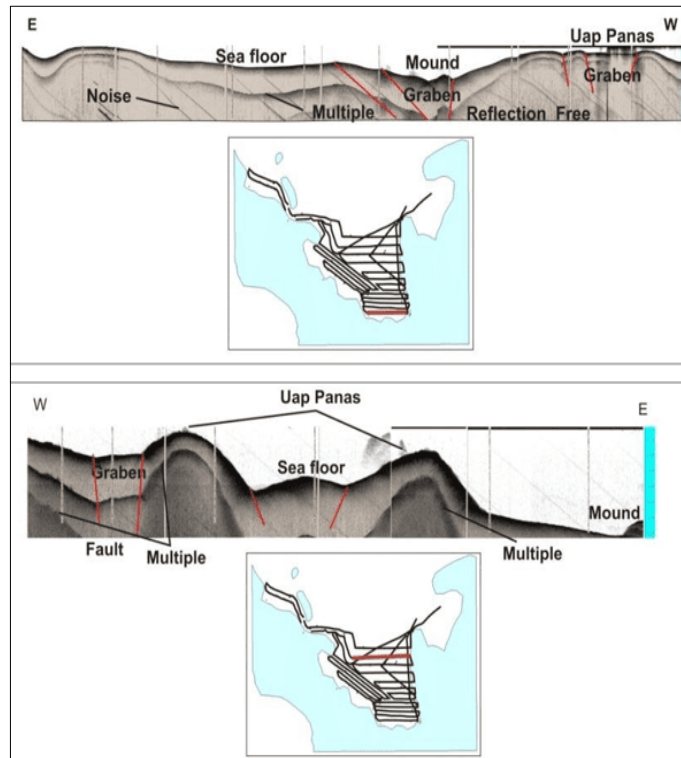 E
W
Uap Panas
Sea floor
Mound
Graben
Graben
Noise
Multiple
Reflection Free
W
E
Uap Panas
Graben
Sea floor
Mound
Fault
Multiple
Multiple